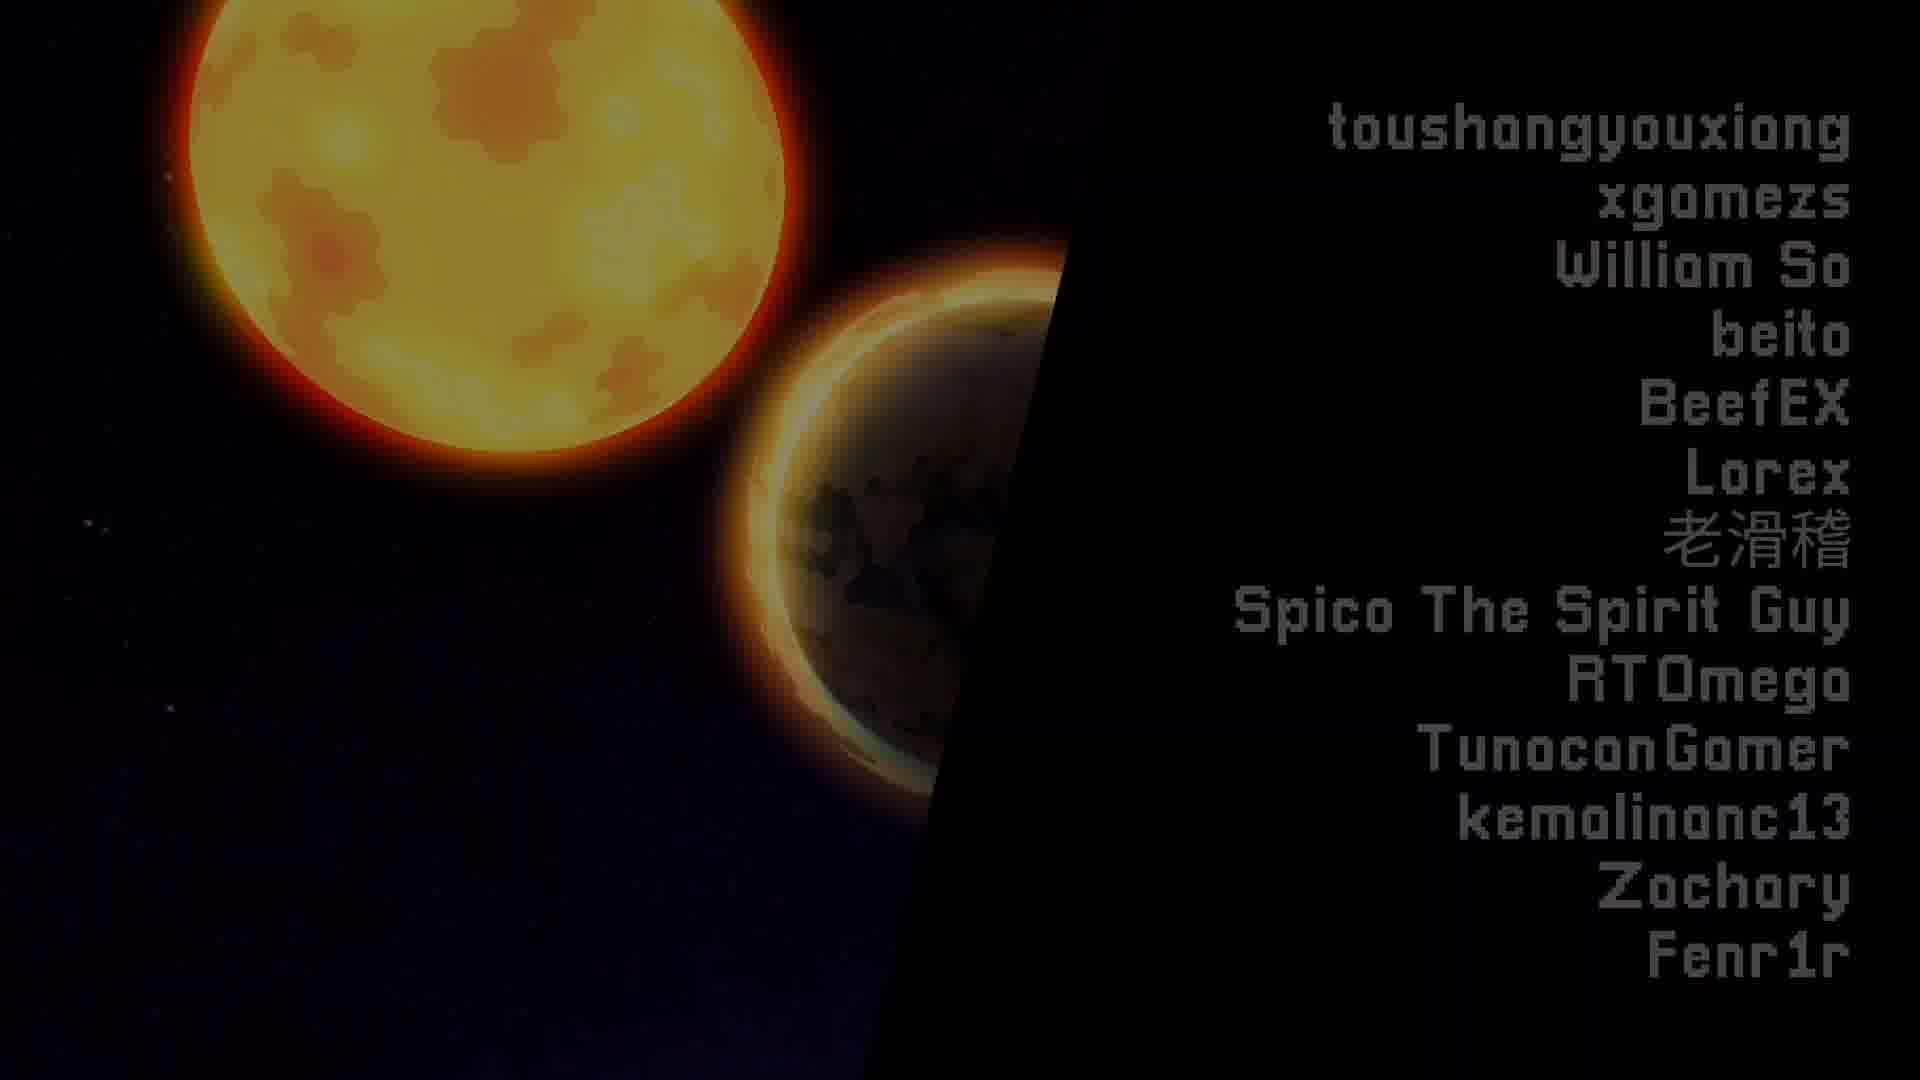 toushangyouxiang
xgamezs
William So
beito
BeefEX
Lorex
老滑稽
Spico The Spirit Guy
RTOmega
TunacanGamer
kemalinanc13
Zachary
Fenr1r